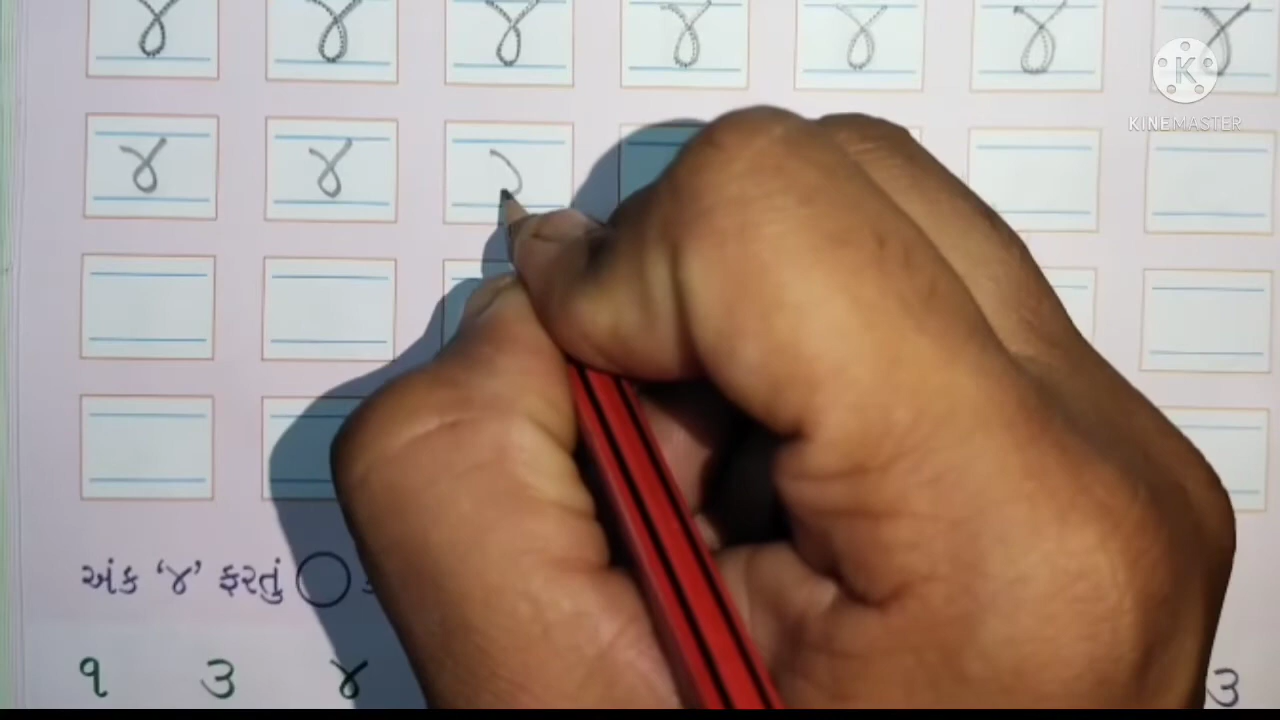 ૪ ૪ ૪ ૪ ૪ ૪ ૪
K
KINEMASTER
૪ ૪
અંક ‘૪’ ફરતું
૧ ૩ ૪ ૩